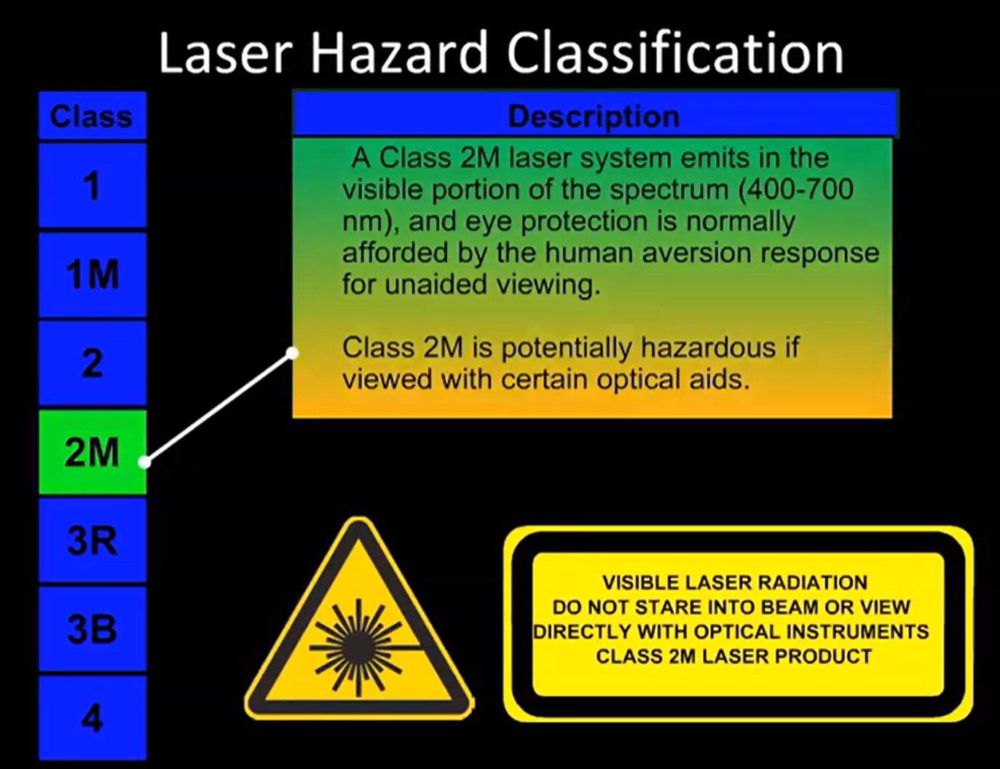 Laser Hazard Classification
Class
1
1M
2
2M
3R
3B
4
Description
A Class 2M laser system emits in the
visible portion of the spectrum (400-700
nm), and eye protection is normally
afforded by the human aversion response
for unaided viewing.
Class 2M is potentially hazardous if
viewed with certain optical aids.
VISIBLE LASER RADIATION
DO NOT STARE INTO BEAM OR VIEW
DIRECTLY WITH OPTICAL INSTRUMENTS
CLASS 2M LASER PRODUCT